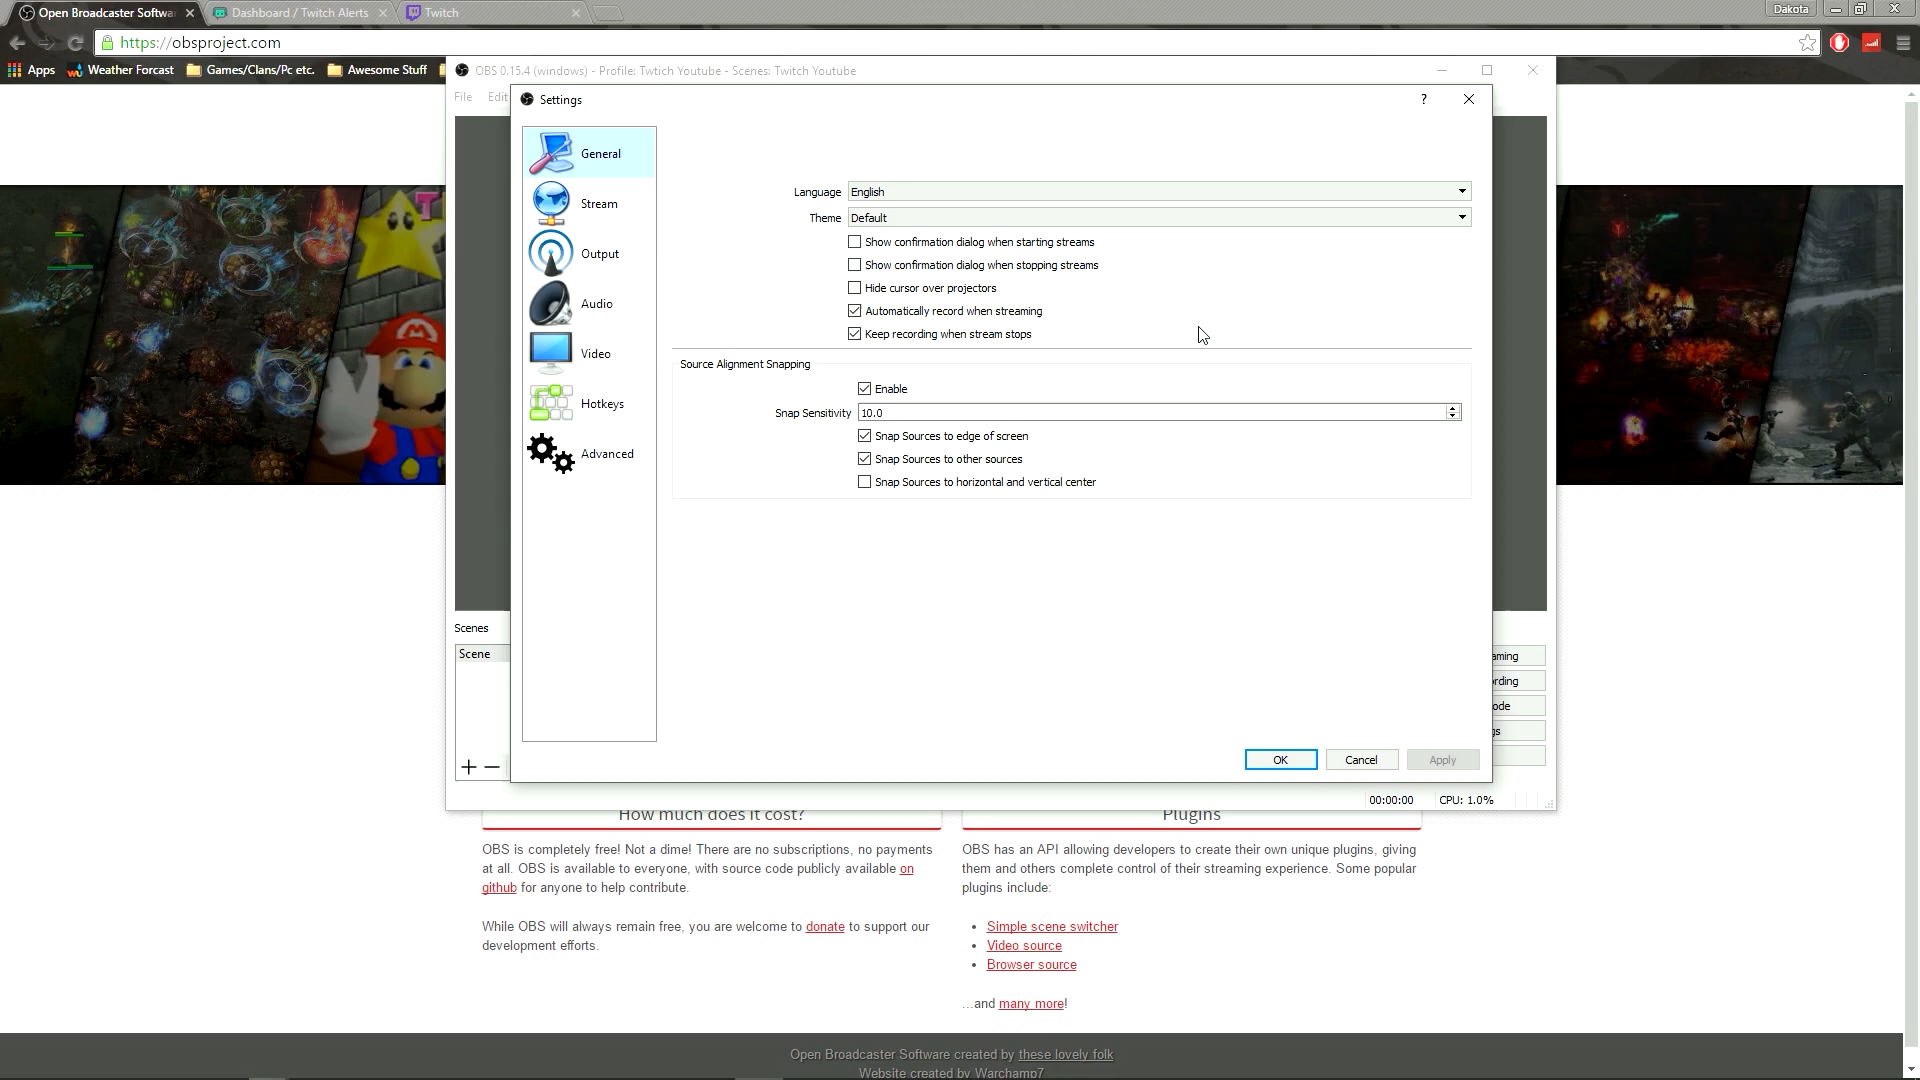 Open Broadcaster Softwa
Dashboard / Twitch Alerts
Twitch
Dakota
https://obsproject.com
Apps
Weather Forcast
Games/Clans/Pc etc.
Awesome Stuff
OBS 0.15.4 (windows) - Profile: Twtich Youtube - Scenes: Twitch Youtube
File Edit
Settings
?
General
Stream
Output
Audio
Video
Hotkeys
Advanced
Language English
Theme Default
Show confirmation dialog when starting streams
Show confirmation dialog when stopping streams
Hide cursor over projectors
Automatically record when streaming
Keep recording when stream stops
Source Alignment Snapping
Enable
Snap Sensitivity 10.0
Snap Sources to edge of screen
Snap Sources to other sources
Snap Sources to horizontal and vertical center
Scenes
Scene
aming
rding
ode
gs
OK Cancel Apply
00:00:00 CPU: 1.0%
How much does it cost?
OBS is completely free! Not a dime! There are no subscriptions, no payments
at all. OBS is available to everyone, with source code publicly available on
github for anyone to help contribute.
While OBS will always remain free, you are welcome to donate to support our
development efforts.
Plugins
OBS has an API allowing developers to create their own unique plugins, giving
them and others complete control of their streaming experience. Some popular
plugins include:
• Simple scene switcher
• Video source
• Browser source
...and many more!
Open Broadcaster Software created by these lovely folk
Website created by Warchamp7